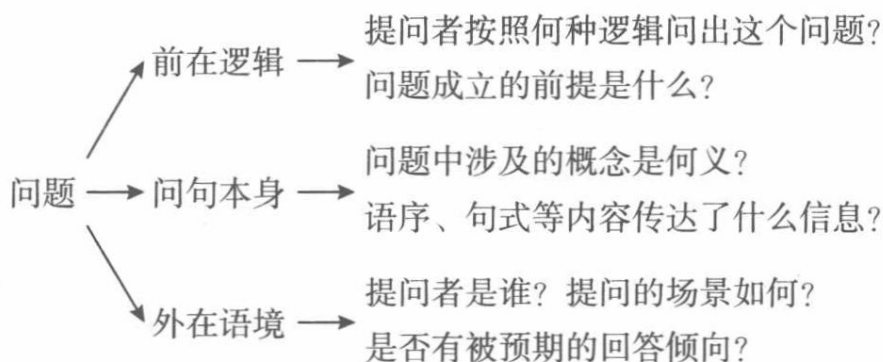 提问者按照何种逻辑问出这个问题?
前在逻辑
问题成立的前提是什么?
问题中涉及的概念是何义?
问题
问句本身
语序、句式等内容传达了什么信息?
提问者是谁? 提问的场景如何?
外在语境
是否有被预期的回答倾向?